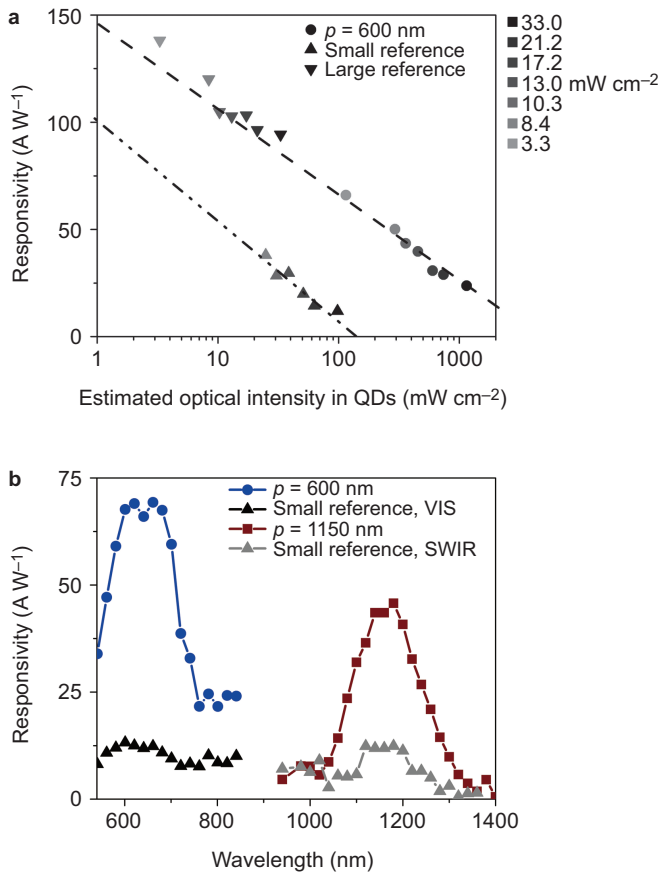 a
150
100
50
0
Responsivity (A W⁻¹)
p = 600 nm
Small reference
Large reference
33.0
21.2
17.2
13.0 mW cm⁻²
10.3
8.4
3.3
1 10 100 1000
Estimated optical intensity in QDs (mW cm⁻²)
b
75
50
25
0
Responsivity (A W⁻¹)
p = 600 nm
Small reference, VIS
p = 1150 nm
Small reference, SWIR
600 800 1000 1200 1400
Wavelength (nm)